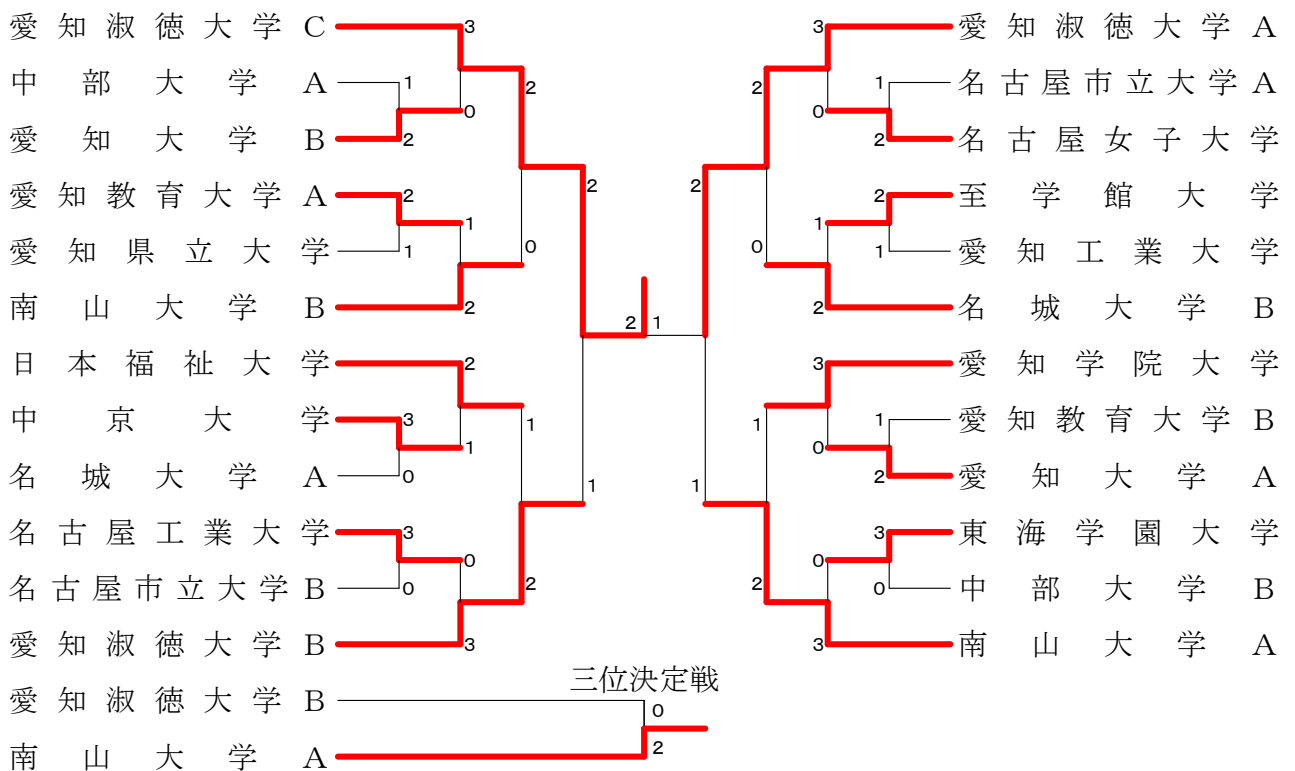 愛知淑徳大学C 3 3 愛知淑徳大学A
中部大学A 1 2 2 1 名古屋市立大学A
0 0
愛知大学B 2 2 名古屋女子大学
2 2
愛知教育大学A 2 2 至学館大学
1 1
愛知県立大学 1 0 0 1 愛知工業大学
南山大学B 2 2 名城大学B
2 1
日本福祉大学 2 3 愛知学院大学
中京大学 3 1 1 1 愛知教育大学B
1 0
名城大学A 0 2 愛知大学A
1 1
名古屋工業大学 3 3 東海学園大学
0 0
名古屋市立大学B 0 2 2 0 中部大学B
愛知淑徳大学B 3 3 南山大学A
三位決定戦
愛知淑徳大学B 0
南山大学A 2